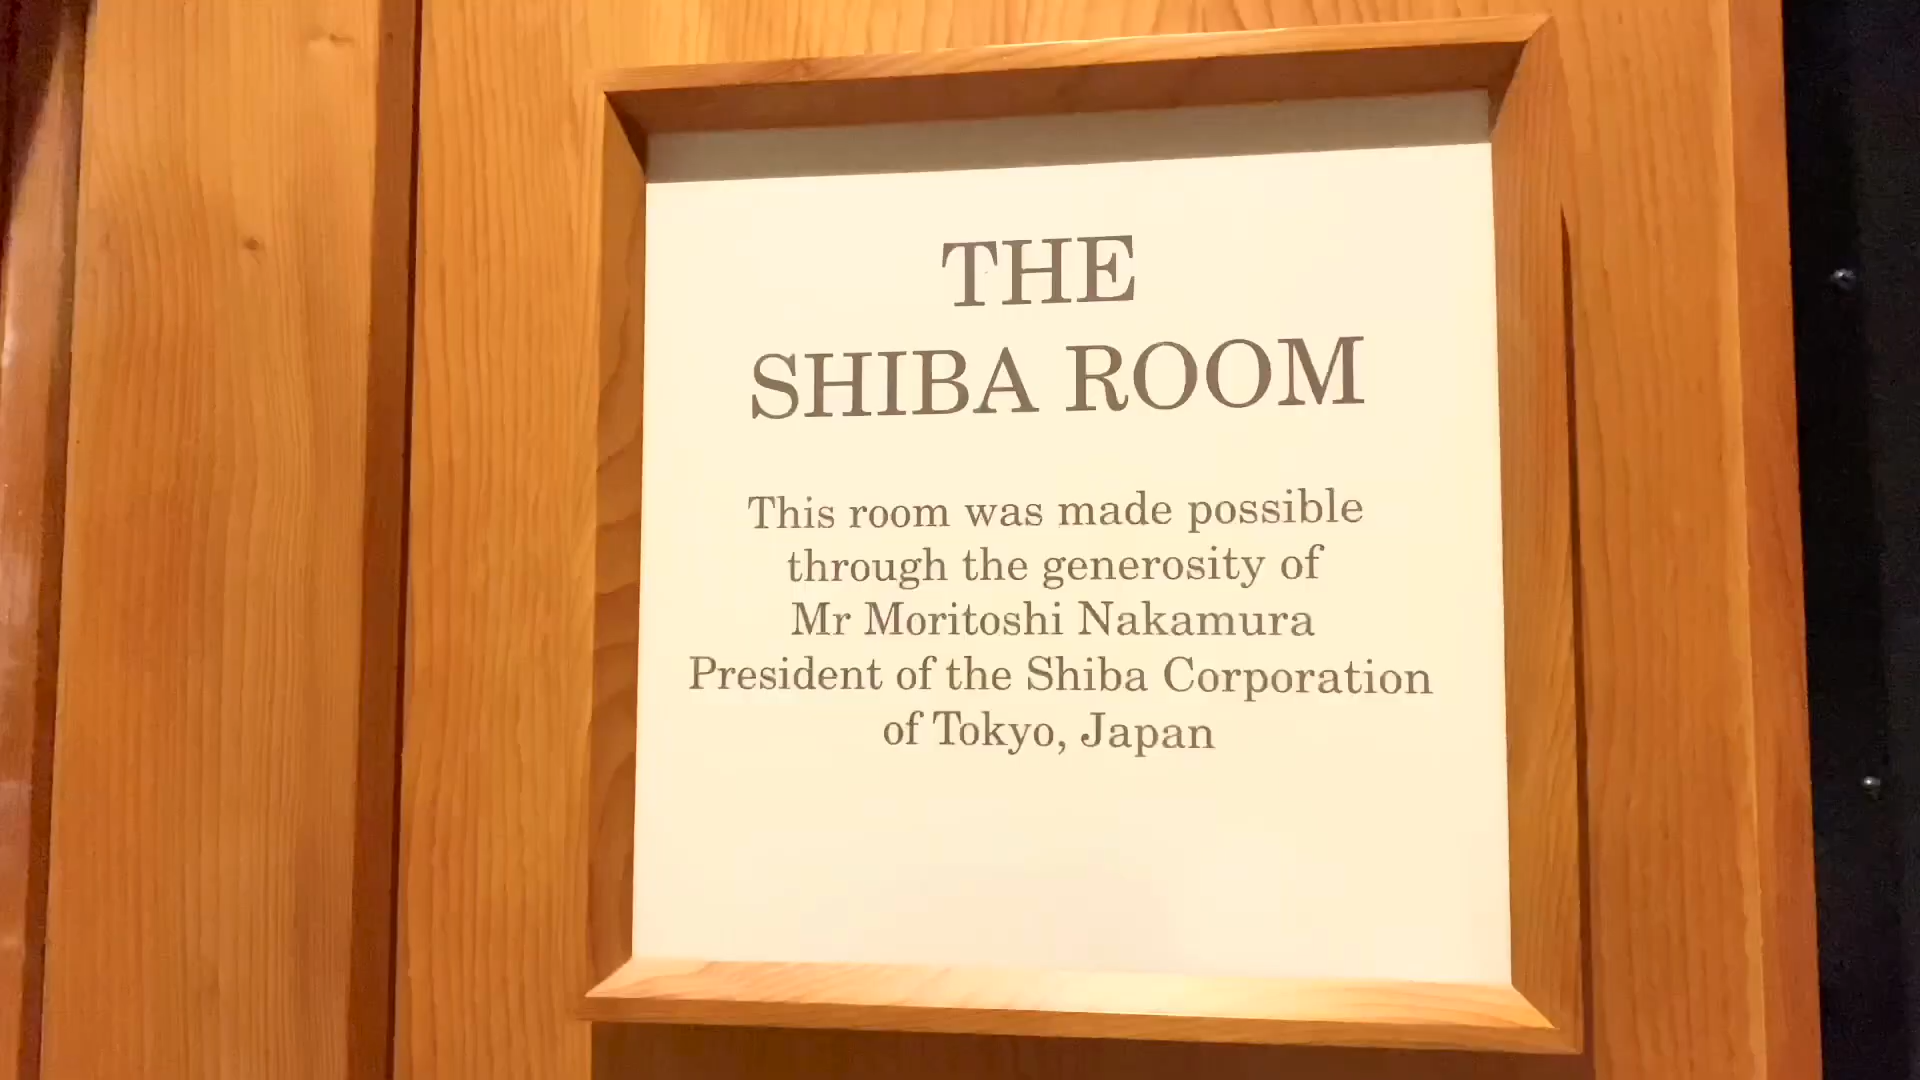 THE
SHIBA ROOM
This room was made possible
through the generosity of
Mr Moritoshi Nakamura
President of the Shiba Corporation
of Tokyo, Japan